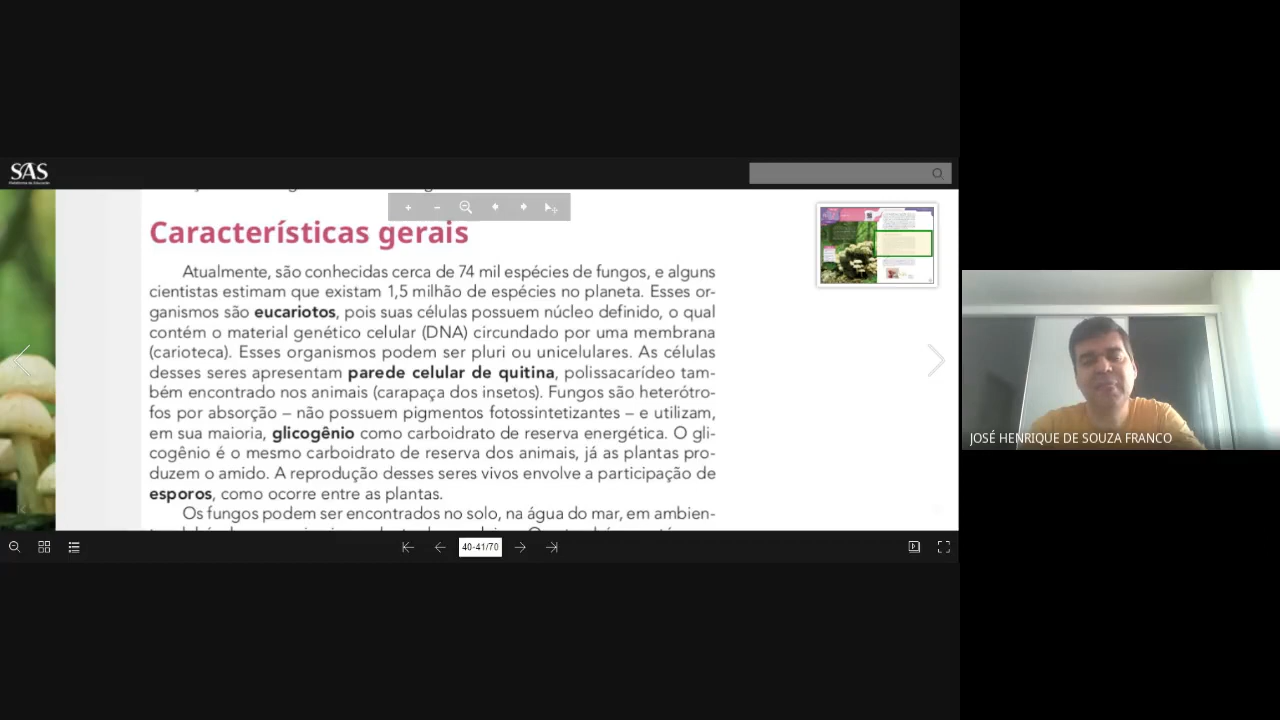 SAS
Características gerais
Atualmente, são conhecidas cerca de 74 mil espécies de fungos, e alguns
cientistas estimam que existam 1,5 milhão de espécies no planeta. Esses or-
ganismos são eucariotos, pois suas células possuem núcleo definido, o qual
contém o material genético celular (DNA) circundado por uma membrana
(carioteca). Esses organismos podem ser pluri ou unicelulares. As células
desses seres apresentam parede celular de quitina, polissacarídeo tam-
bém encontrado nos animais (carapaça dos insetos). Fungos são heterótro-
fos por absorção – não possuem pigmentos fotossintetizantes – e utilizam,
em sua maioria, glicogênio como carboidrato de reserva energética. O gli-
cogênio é o mesmo carboidrato de reserva dos animais, já as plantas pro-
duzem o amido. A reprodução desses seres vivos envolve a participação de
esporos, como ocorre entre as plantas.
Os fungos podem ser encontrados no solo, na água do mar, em ambien-
40-41/70
JOSÉ HENRIQUE DE SOUZA FRANCO